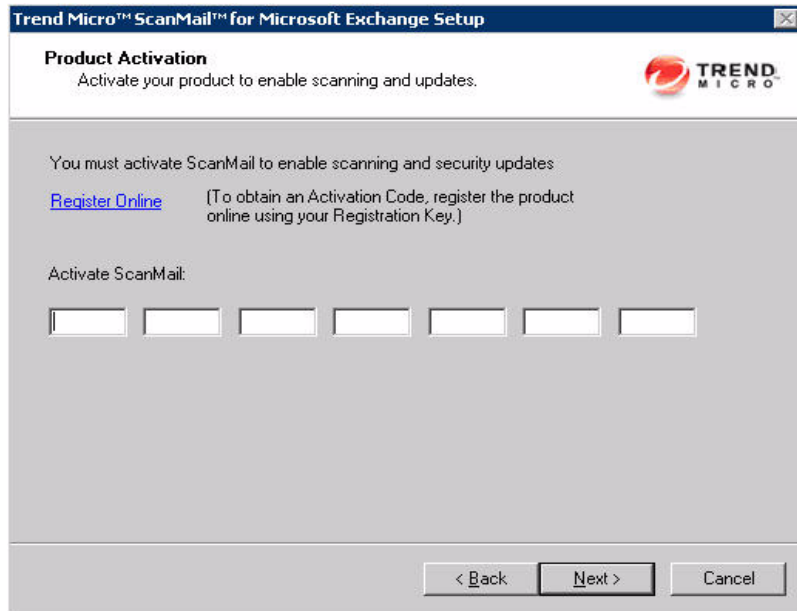 Trend Micro™ ScanMail™ for Microsoft Exchange Setup
Product Activation
Activate your product to enable scanning and updates.
TREND
MICRO
You must activate ScanMail to enable scanning and security updates
Register Online
(To obtain an Activation Code, register the product
online using your Registration Key.)
Activate ScanMail:
< Back
Next >
Cancel